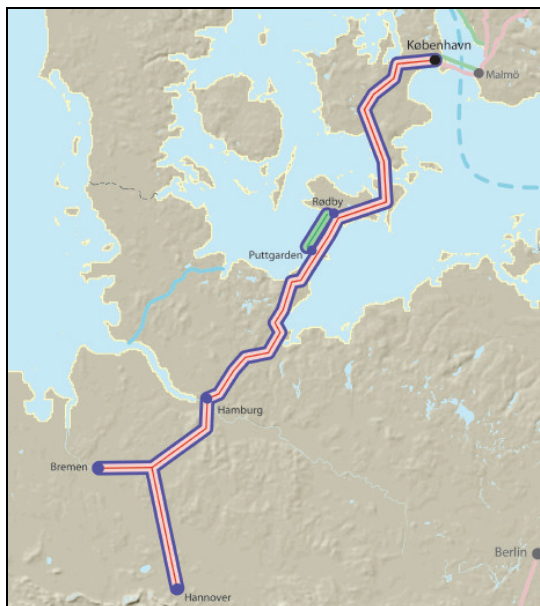 København
Malmö
Rødby
Puttgarden
Hamburg
Bremen
Berlin
Hannover